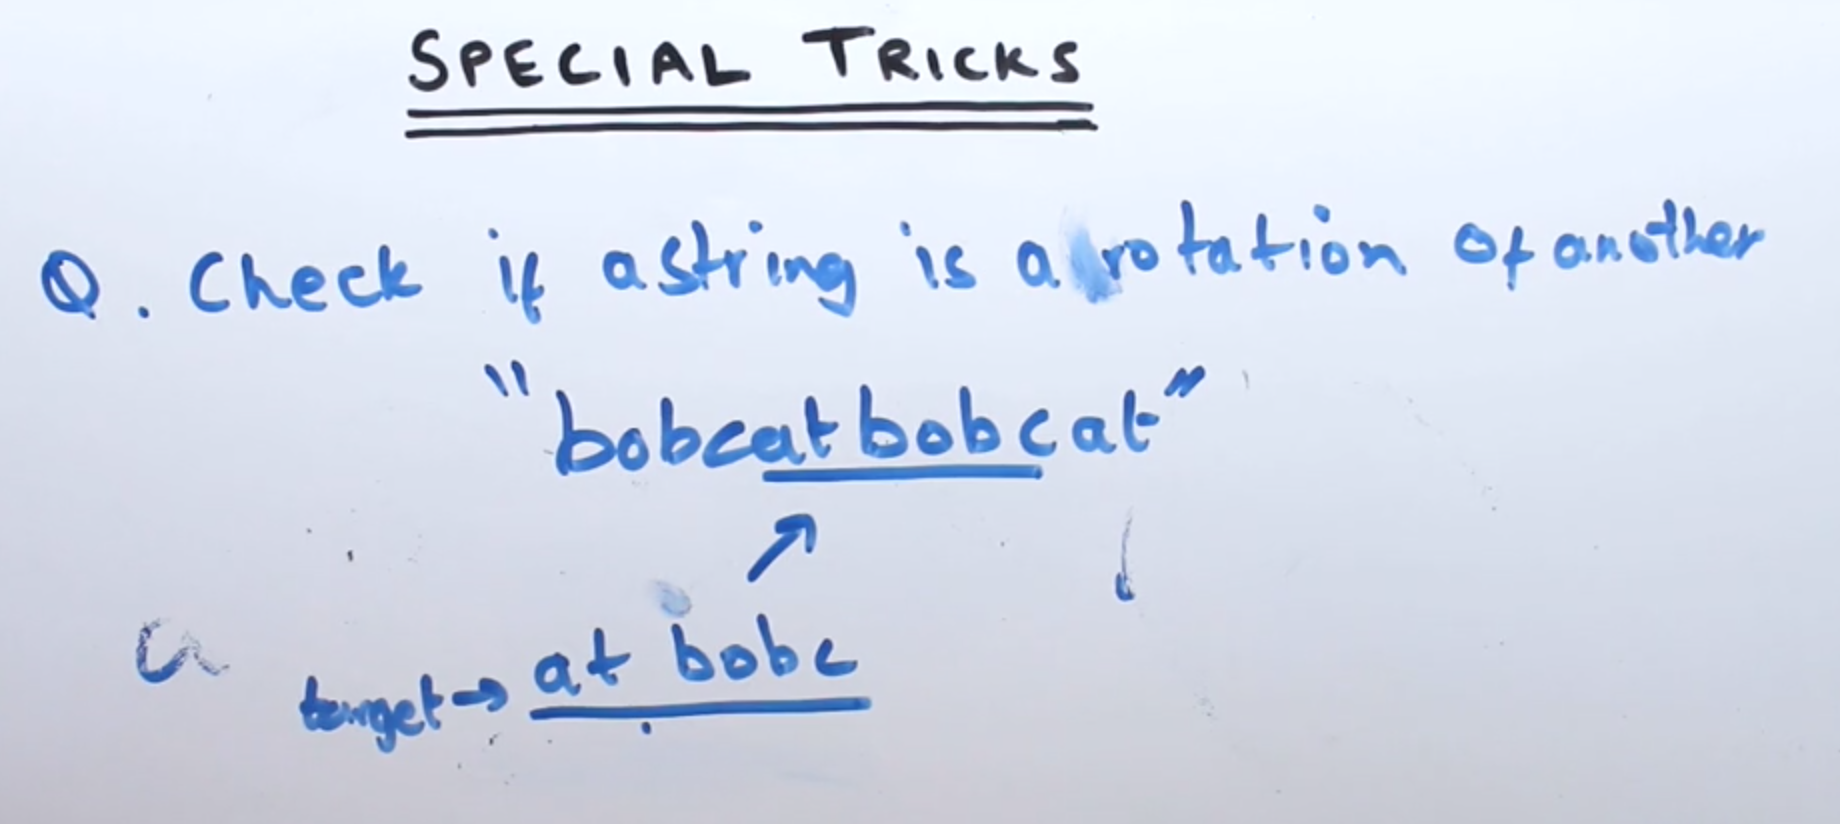 SPECIAL TRICKS
Q. Check if a string is a rotation of another
"bobcatbobcat"
target → at bobc